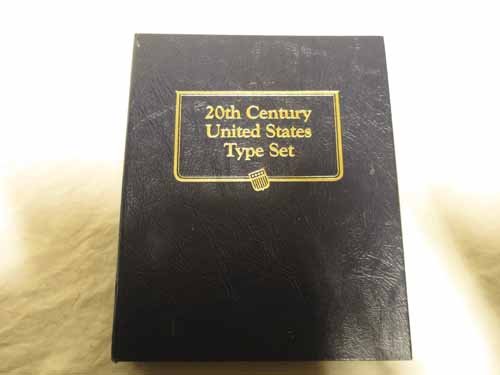 20th Century
United States
Type Set